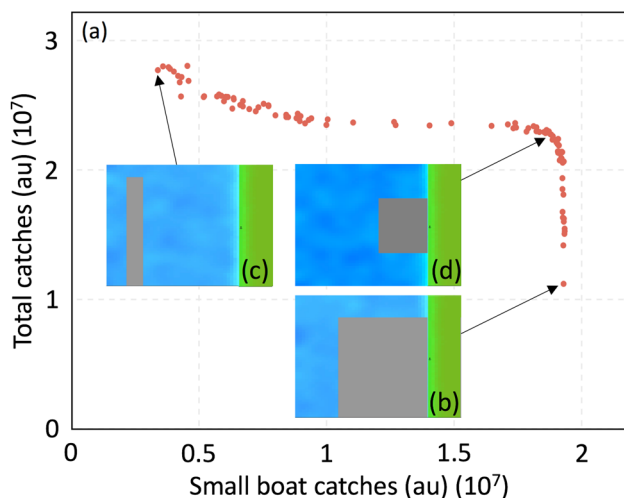 (a)
3
2
1
0
Total catches (au) (10⁷)
(c)
(d)
(b)
0
0.5
1
1.5
2
Small boat catches (au) (10⁷)